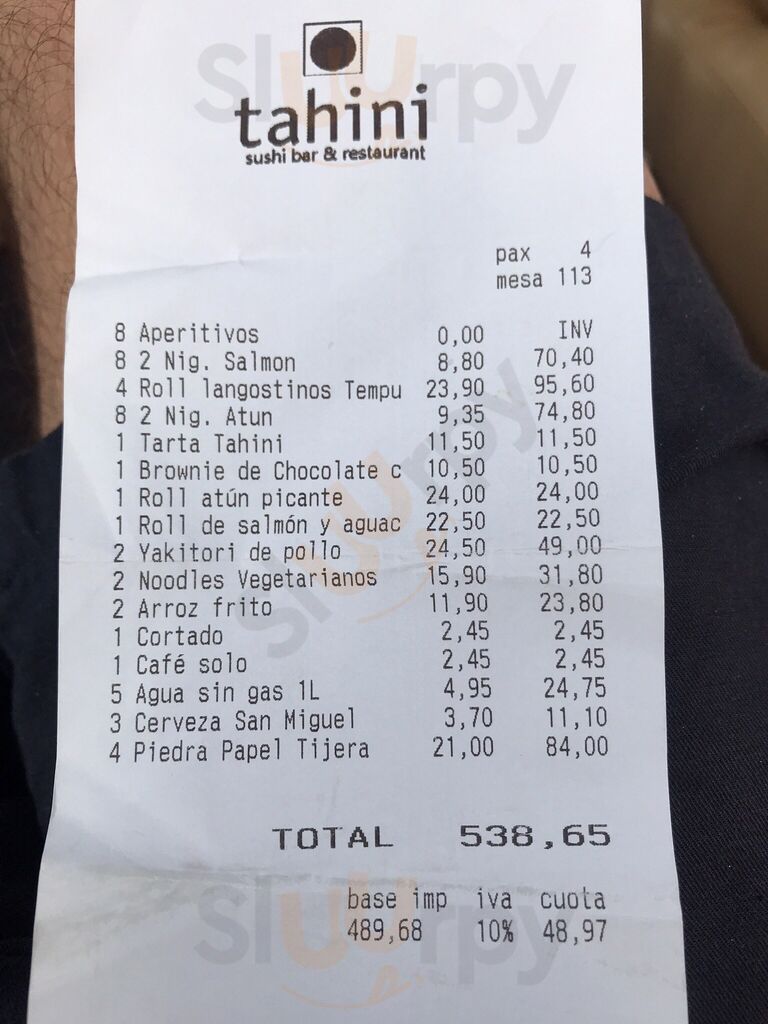 tahini
sushi bar & restaurant
pax 4
mesa 113
8 Aperitivos 0,00 INV
8 2 Nig. Salmon 8,80 70,40
4 Roll langostinos Tempu 23,90 95,60
8 2 Nig. Atun 9,35 74,80
1 Tarta Tahini 11,50 11,50
1 Brownie de Chocolate c 10,50 10,50
1 Roll atún picante 24,00 24,00
1 Roll de salmón y aguac 22,50 22,50
2 Yakitori de pollo 24,50 49,00
2 Noodles Vegetarianos 15,90 31,80
2 Arroz frito 11,90 23,80
1 Cortado 2,45 2,45
1 Café solo 2,45 2,45
5 Agua sin gas 1L 4,95 24,75
3 Cerveza San Miguel 3,70 11,10
4 Piedra Papel Tijera 21,00 84,00
TOTAL 538,65
base imp iva cuota
489,68 10% 48,97
Sluurpy
Sluurpy
Sluurpy